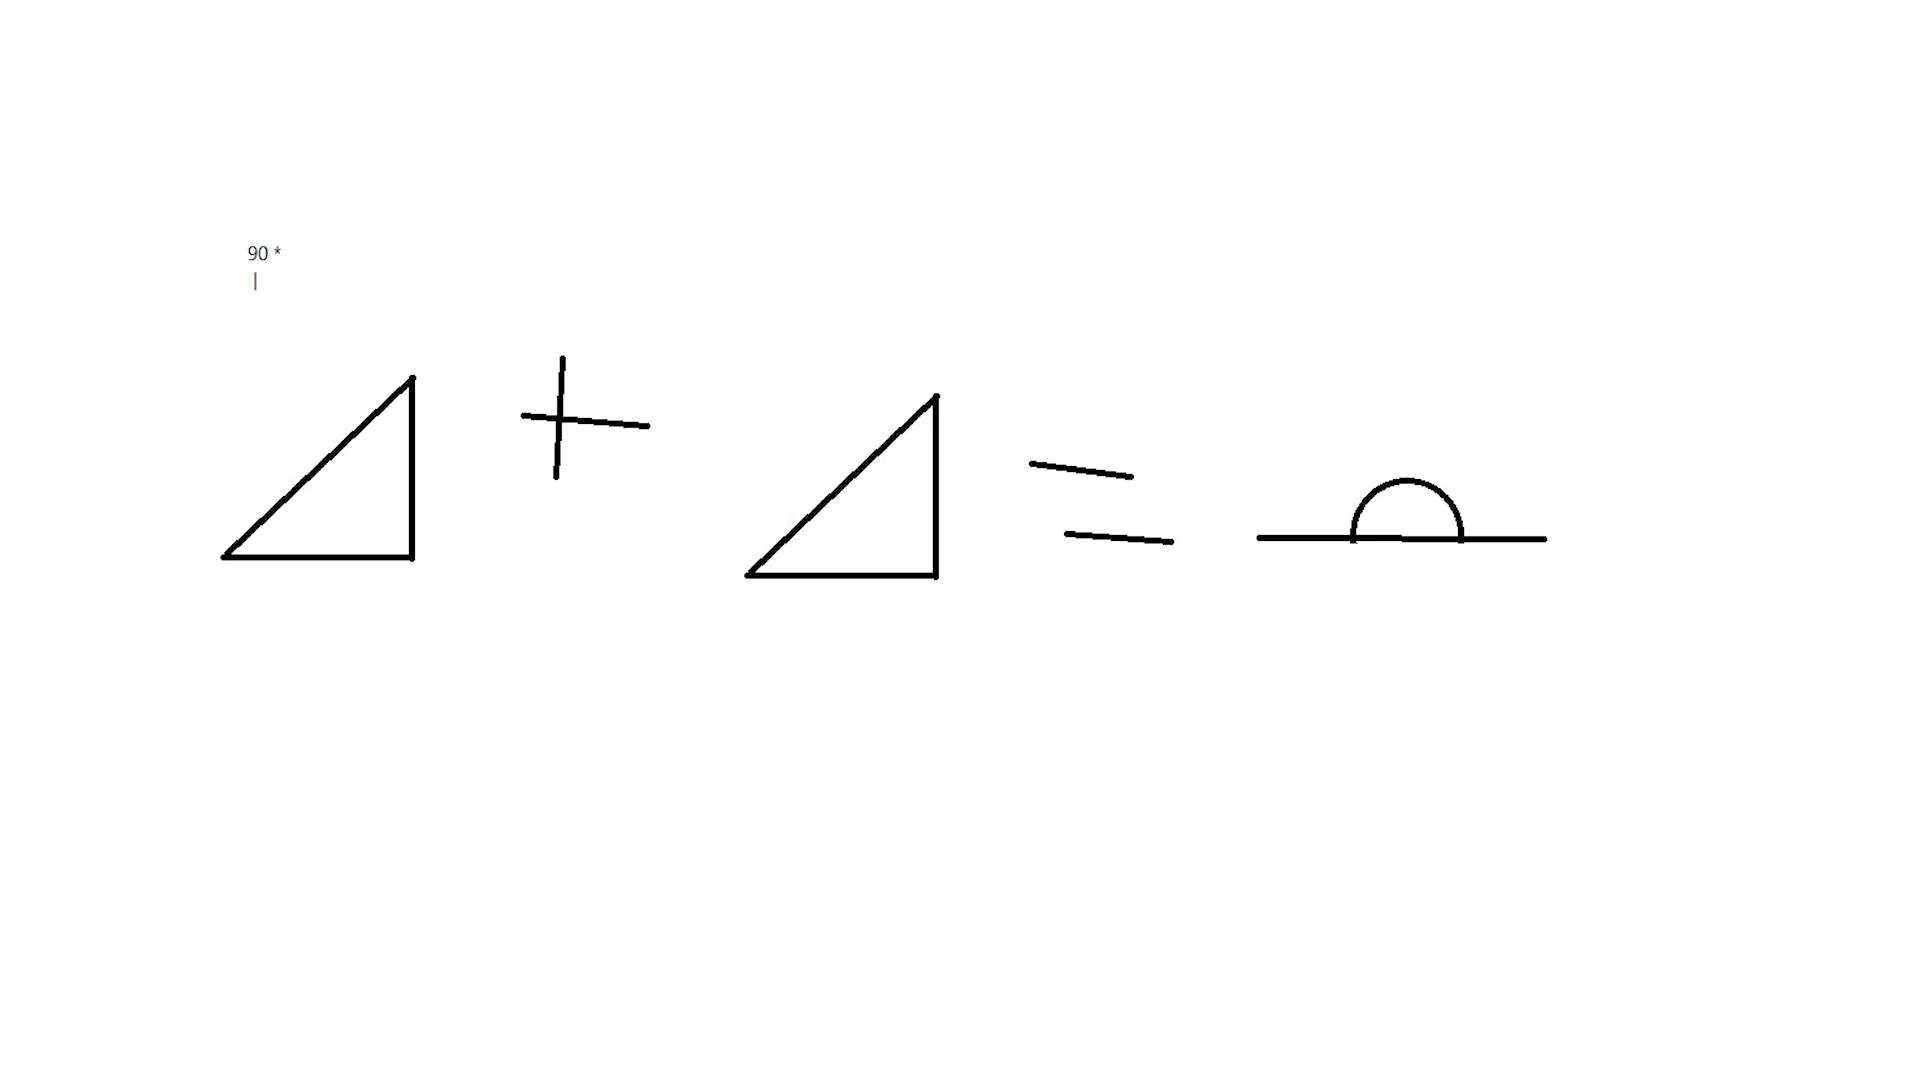 90 *
|
+
=